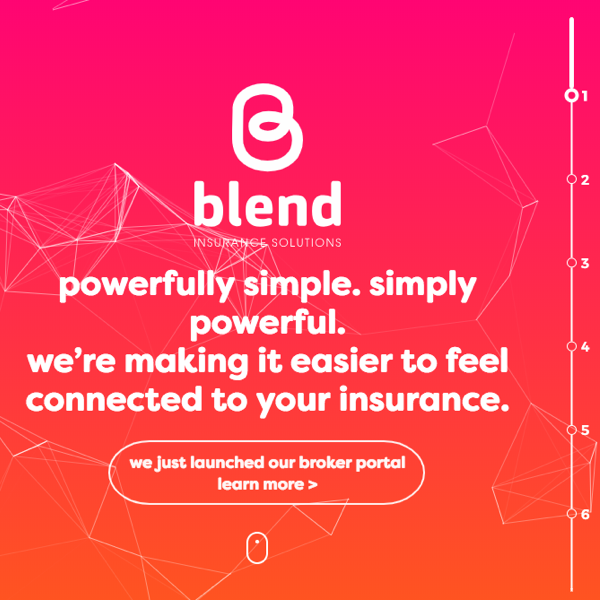 blend
INSURANCE SOLUTIONS
powerfully simple. simply
powerful.
we’re making it easier to feel
connected to your insurance.
we just launched our broker portal
learn more >
1
2
3
4
5
6